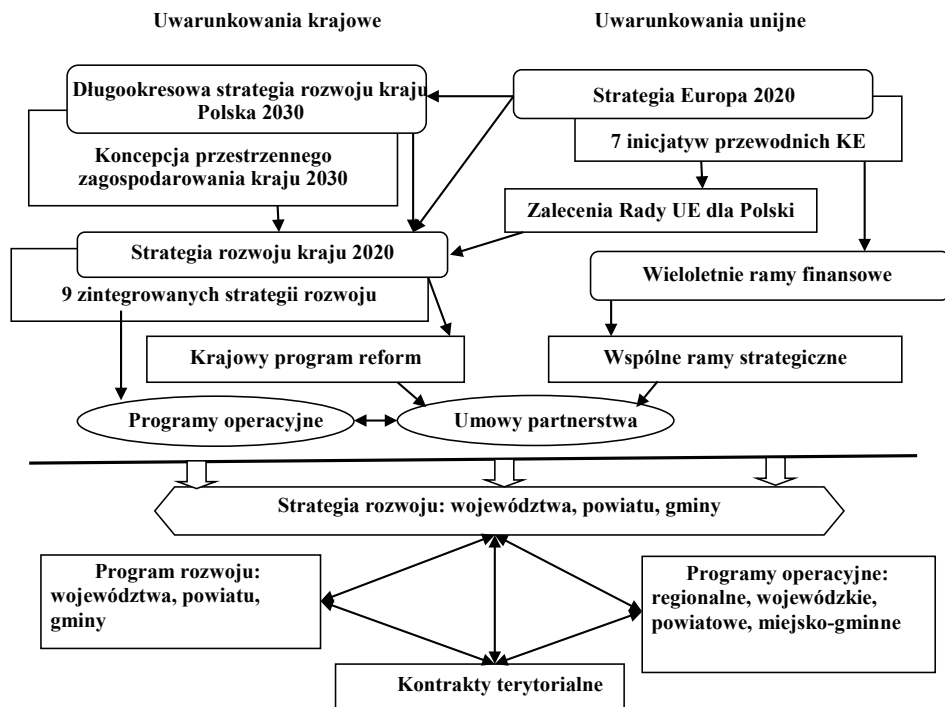 Uwarunkowania krajowe
Uwarunkowania unijne
Długookresowa strategia rozwoju kraju
Polska 2030
Strategia Europa 2020
7 inicjatyw przewodnich KE
Koncepcja przestrzennego
zagospodarowania kraju 2030
Zalecenia Rady UE dla Polski
Strategia rozwoju kraju 2020
Wieloletnie ramy finansowe
9 zintegrowanych strategii rozwoju
Krajowy program reform
Wspólne ramy strategiczne
Programy operacyjne
Umowy partnerstwa
Strategia rozwoju: województwa, powiatu, gminy
Program rozwoju:
województwa, powiatu,
gminy
Programy operacyjne:
regionalne, wojewódzkie,
powiatowe, miejsko-gminne
Kontrakty terytorialne